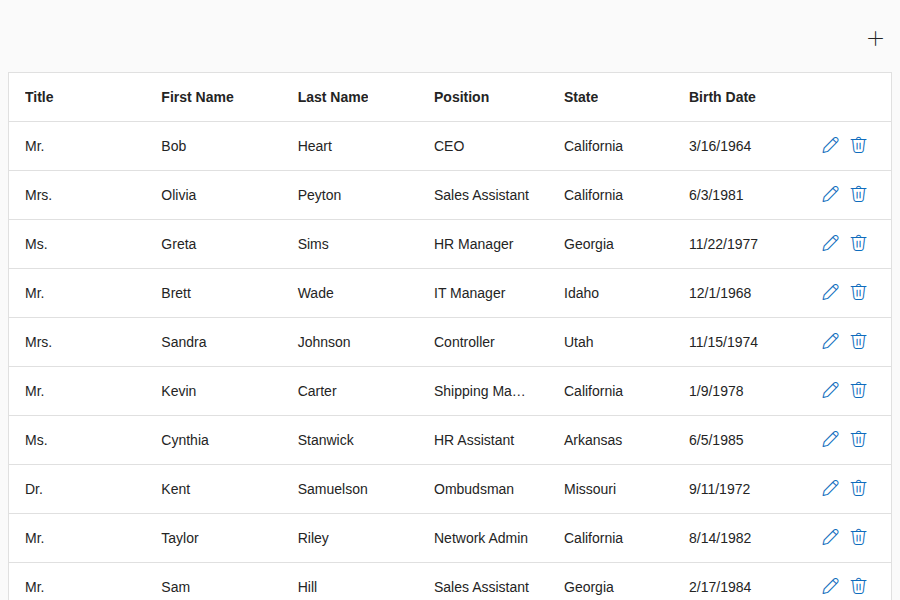 Title First Name Last Name Position State Birth Date
Mr. Bob Heart CEO California 3/16/1964
Mrs. Olivia Peyton Sales Assistant California 6/3/1981
Ms. Greta Sims HR Manager Georgia 11/22/1977
Mr. Brett Wade IT Manager Idaho 12/1/1968
Mrs. Sandra Johnson Controller Utah 11/15/1974
Mr. Kevin Carter Shipping Ma… California 1/9/1978
Ms. Cynthia Stanwick HR Assistant Arkansas 6/5/1985
Dr. Kent Samuelson Ombudsman Missouri 9/11/1972
Mr. Taylor Riley Network Admin California 8/14/1982
Mr. Sam Hill Sales Assistant Georgia 2/17/1984